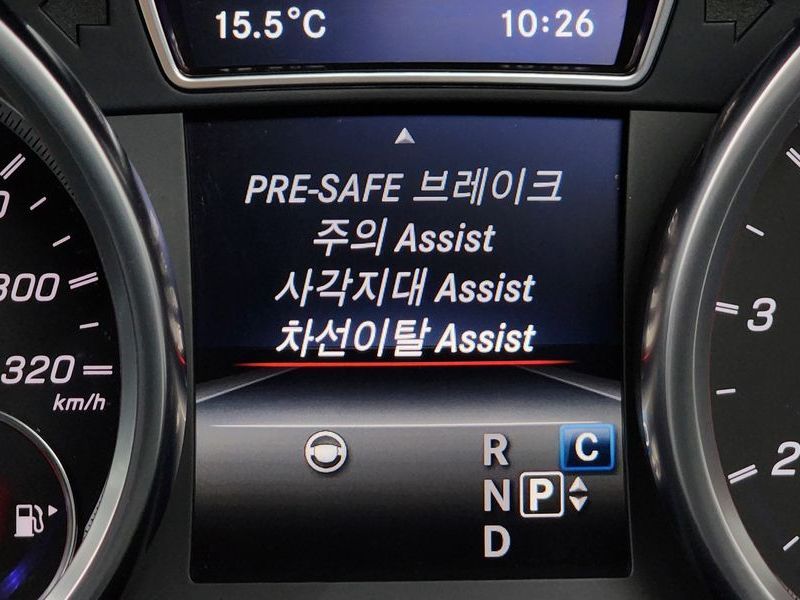 15.5°C 10:26
PRE-SAFE 브레이크
주의 Assist
사각지대 Assist
차선이탈 Assist
300
320
km/h
3
2
R C
N P
D